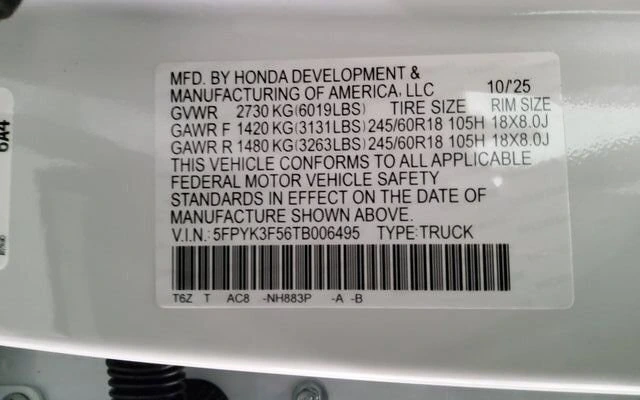 MFD. BY HONDA DEVELOPMENT &
MANUFACTURING OF AMERICA, LLC 10/'25
GVWR 2730 KG(6019LBS) TIRE SIZE RIM SIZE
GAWR F 1420 KG(3131LBS) 245/60R18 105H 18X8.0J
GAWR R 1480 KG(3263LBS) 245/60R18 105H 18X8.0J
THIS VEHICLE CONFORMS TO ALL APPLICABLE
FEDERAL MOTOR VEHICLE SAFETY
STANDARDS IN EFFECT ON THE DATE OF
MANUFACTURE SHOWN ABOVE.
V.I.N.: 5FPYK3F56TB006495 TYPE:TRUCK
T6Z T AC8 -NH883P -A -B
6A4